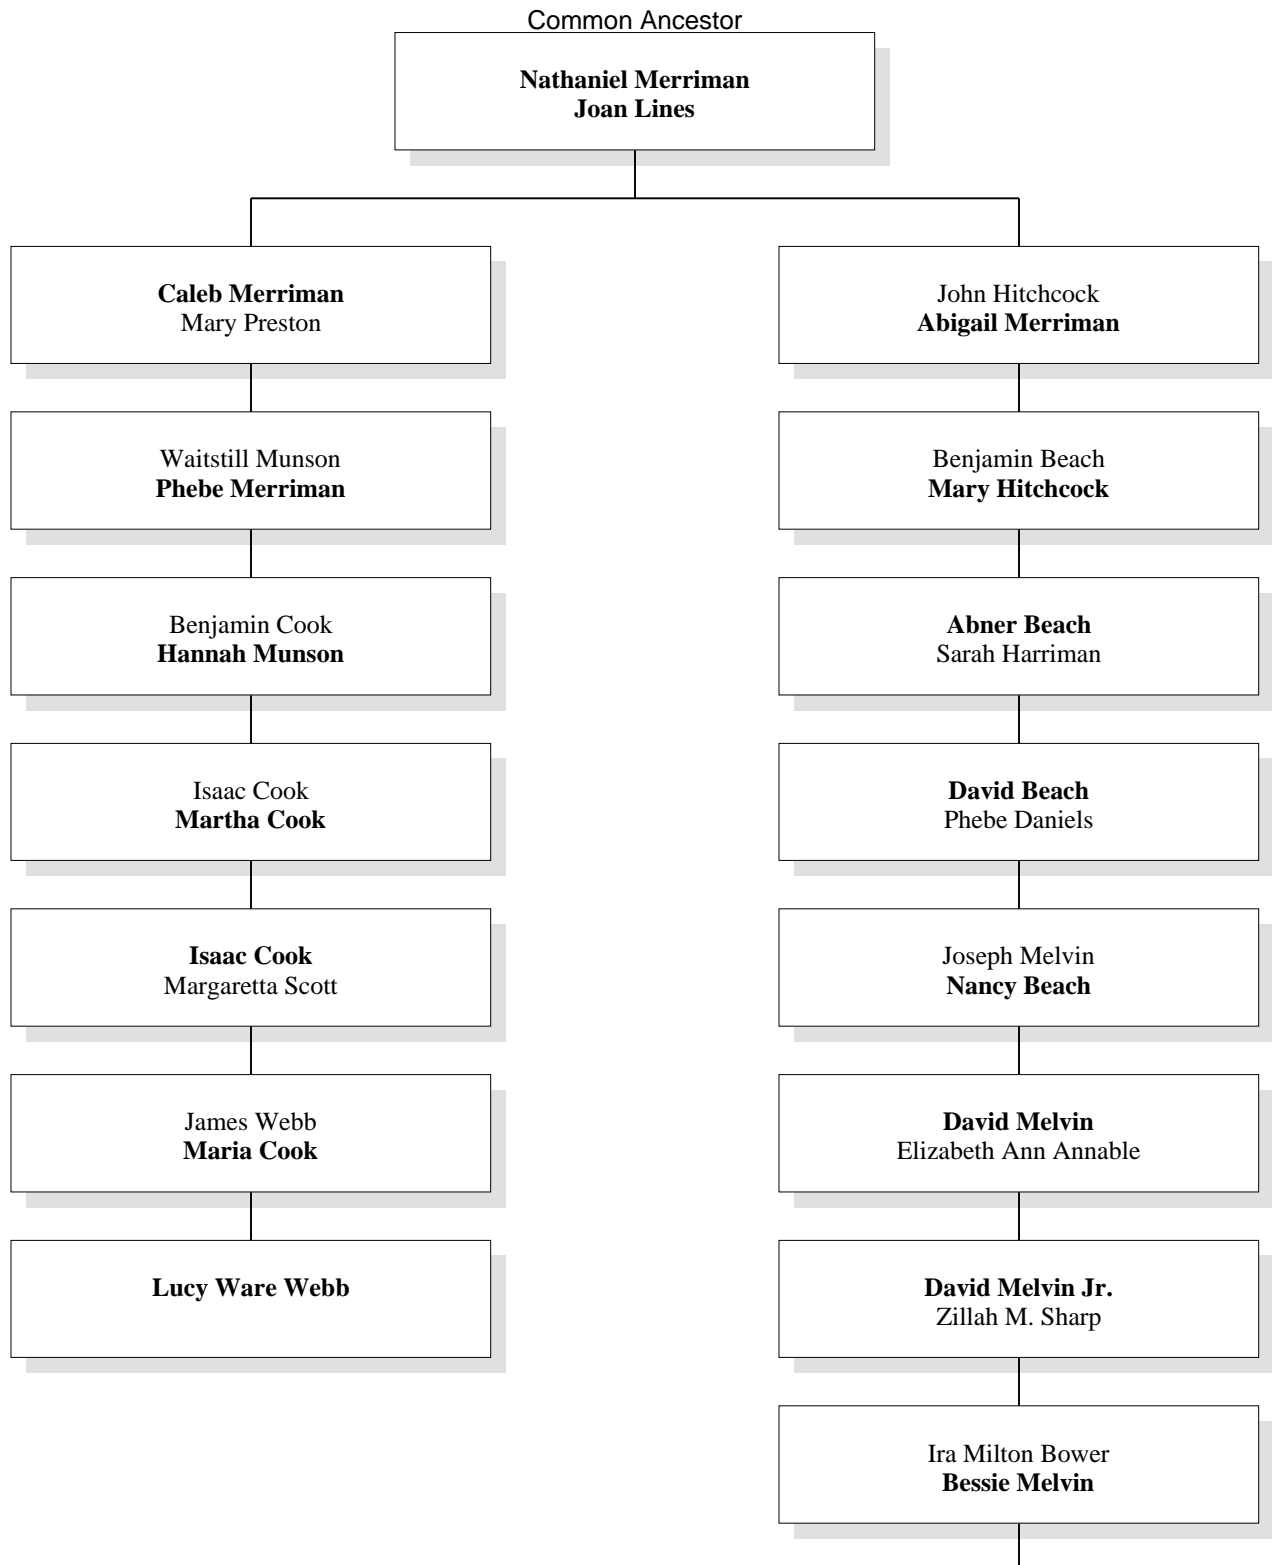 Common Ancestor
Nathaniel Merriman
Joan Lines
Caleb Merriman
Mary Preston
John Hitchcock
Abigail Merriman
Waitstill Munson
Phebe Merriman
Benjamin Beach
Mary Hitchcock
Benjamin Cook
Hannah Munson
Abner Beach
Sarah Harriman
Isaac Cook
Martha Cook
David Beach
Phebe Daniels
Isaac Cook
Margaretta Scott
Joseph Melvin
Nancy Beach
James Webb
Maria Cook
David Melvin
Elizabeth Ann Annable
Lucy Ware Webb
David Melvin Jr.
Zillah M. Sharp
Ira Milton Bower
Bessie Melvin